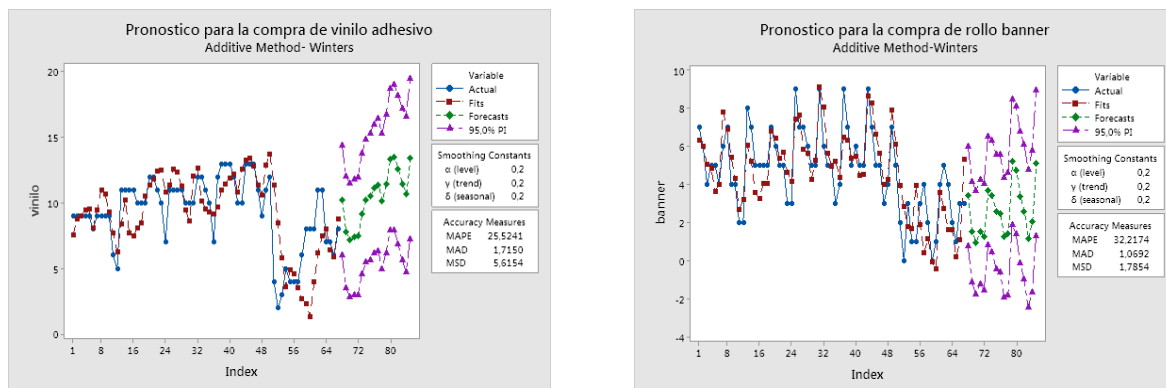 Pronostico para la compra de vinilo adhesivo
Additive Method- Winters
vinilo
20
15
10
5
0
1 8 16 24 32 40 48 56 64 72 80
Index
Variable
Actual
Fits
Forecasts
95,0% PI
Smoothing Constants
α (level) 0,2
γ (trend) 0,2
δ (seasonal) 0,2
Accuracy Measures
MAPE 25,5241
MAD 1,7150
MSD 5,6154
Pronostico para la compra de rollo banner
Additive Method-Winters
banner
10
8
6
4
2
0
-2
-4
1 8 16 24 32 40 48 56 64 72 80
Index
Variable
Actual
Fits
Forecasts
95,0% PI
Smoothing Constants
α (level) 0,2
γ (trend) 0,2
δ (seasonal) 0,2
Accuracy Measures
MAPE 32,2174
MAD 1,0692
MSD 1,7854